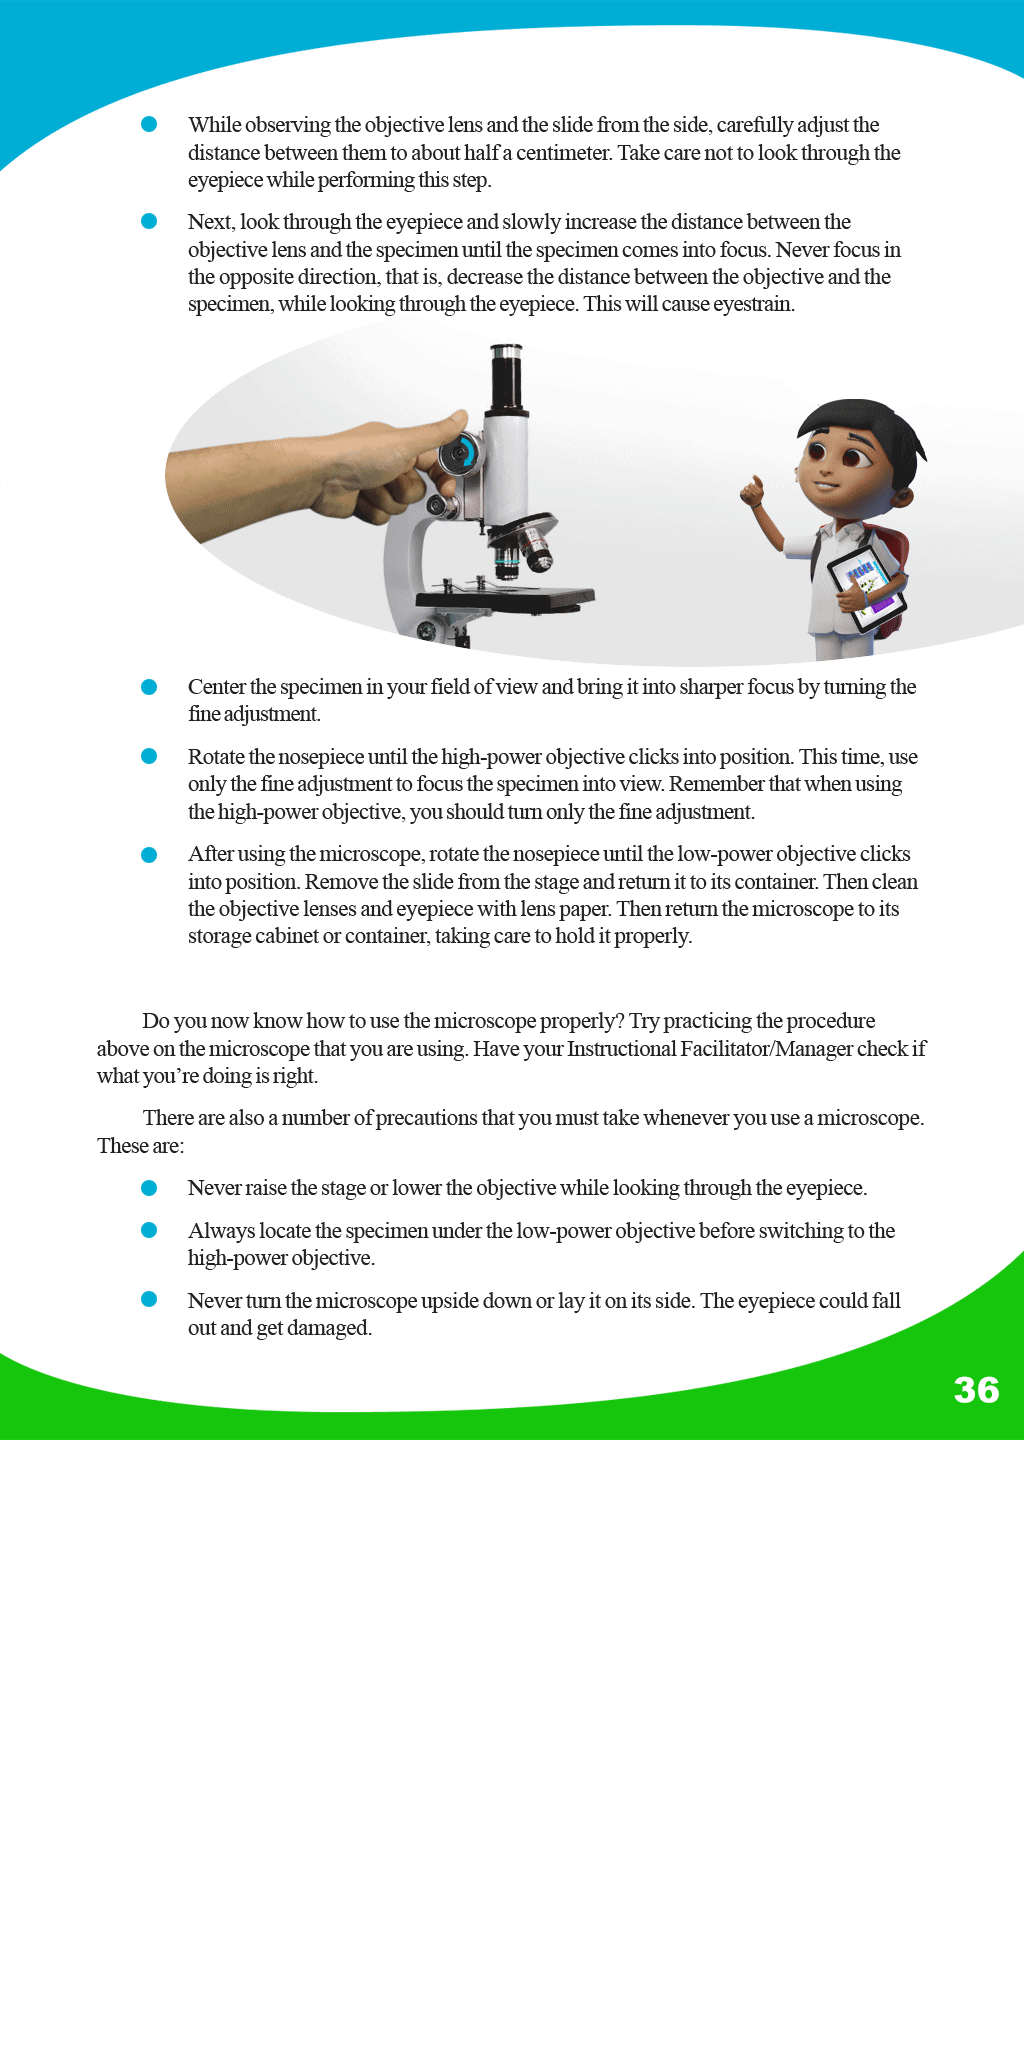 While observing the objective lens and the slide from the side, carefully adjust the
distance between them to about half a centimeter. Take care not to look through the
eyepiece while performing this step.
Next, look through the eyepiece and slowly increase the distance between the
objective lens and the specimen until the specimen comes into focus. Never focus in
the opposite direction, that is, decrease the distance between the objective and the
specimen, while looking through the eyepiece. This will cause eyestrain.
Center the specimen in your field of view and bring it into sharper focus by turning the
fine adjustment.
Rotate the nosepiece until the high-power objective clicks into position. This time, use
only the fine adjustment to focus the specimen into view. Remember that when using
the high-power objective, you should turn only the fine adjustment.
After using the microscope, rotate the nosepiece until the low-power objective clicks
into position. Remove the slide from the stage and return it to its container. Then clean
the objective lenses and eyepiece with lens paper. Then return the microscope to its
storage cabinet or container, taking care to hold it properly.
Do you now know how to use the microscope properly? Try practicing the procedure
above on the microscope that you are using. Have your Instructional Facilitator/Manager check if
what you’re doing is right.
There are also a number of precautions that you must take whenever you use a microscope.
These are:
Never raise the stage or lower the objective while looking through the eyepiece.
Always locate the specimen under the low-power objective before switching to the
high-power objective.
Never turn the microscope upside down or lay it on its side. The eyepiece could fall
out and get damaged.
36